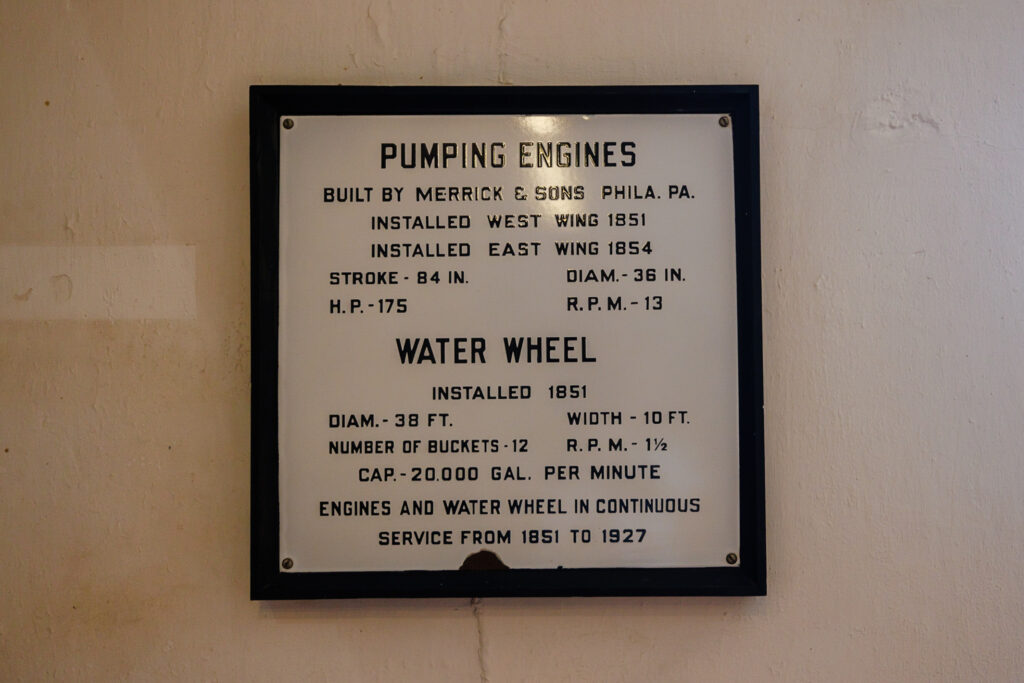 PUMPING ENGINES
BUILT BY MERRICK & SONS PHILA. PA.
INSTALLED WEST WING 1851
INSTALLED EAST WING 1854
STROKE - 84 IN. DIAM. - 36 IN.
H.P. - 175 R.P.M. - 13
WATER WHEEL
INSTALLED 1851
DIAM. - 38 FT. WIDTH - 10 FT.
NUMBER OF BUCKETS - 12 R.P.M. - 1½
CAP. - 20.000 GAL. PER MINUTE
ENGINES AND WATER WHEEL IN CONTINUOUS
SERVICE FROM 1851 TO 1927